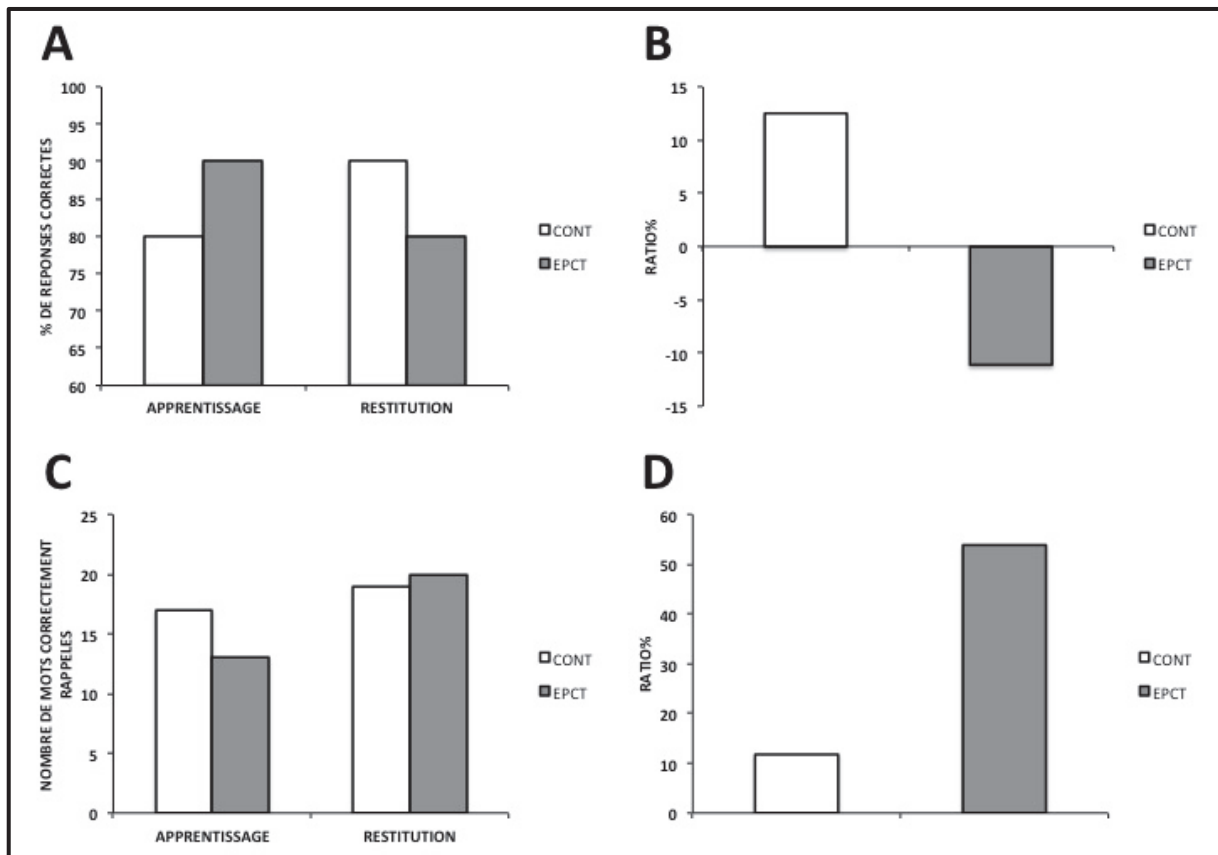 A
% DE REPONSES CORRECTES
100
95
90
85
80
75
70
65
60
APPRENTISSAGE RESTITUTION
CONT
EPCT
B
RATIO%
15
10
5
0
-5
-10
-15
CONT
EPCT
C
NOMBRE DE MOTS CORRECTEMENT
RAPPELES
25
20
15
10
5
0
APPRENTISSAGE RESTITUTION
CONT
EPCT
D
RATIO%
60
50
40
30
20
10
0
CONT
EPCT